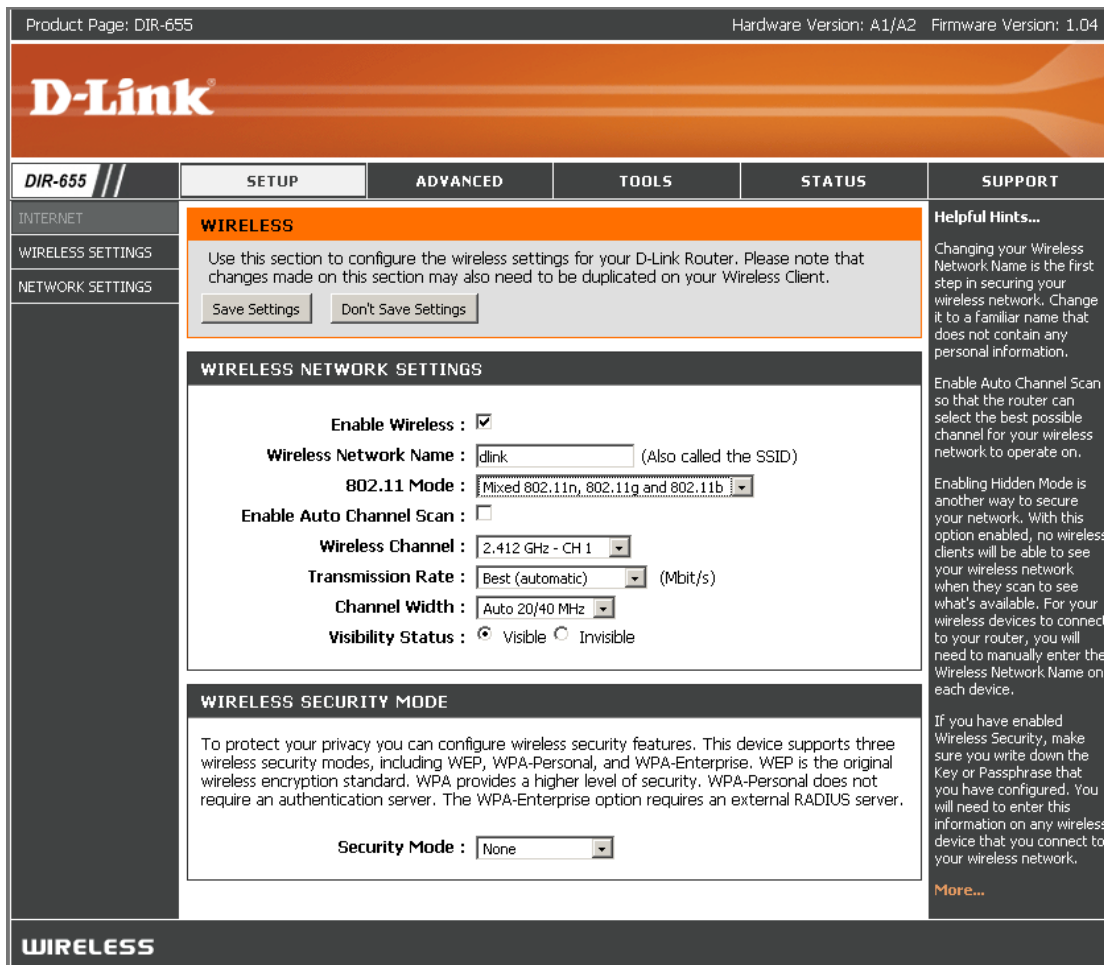 Product Page: DIR-655
Hardware Version: A1/A2 Firmware Version: 1.04
D-Link®
DIR-655
SETUP
ADVANCED
TOOLS
STATUS
SUPPORT
INTERNET
WIRELESS SETTINGS
NETWORK SETTINGS
WIRELESS
Use this section to configure the wireless settings for your D-Link Router. Please note that
changes made on this section may also need to be duplicated on your Wireless Client.
Save Settings
Don't Save Settings
WIRELESS NETWORK SETTINGS
Enable Wireless :
Wireless Network Name : dlink (Also called the SSID)
802.11 Mode : Mixed 802.11n, 802.11g and 802.11b
Enable Auto Channel Scan :
Wireless Channel : 2.412 GHz - CH 1
Transmission Rate : Best (automatic) (Mbit/s)
Channel Width : Auto 20/40 MHz
Visibility Status : Visible Invisible
WIRELESS SECURITY MODE
To protect your privacy you can configure wireless security features. This device supports three
wireless security modes, including WEP, WPA-Personal, and WPA-Enterprise. WEP is the original
wireless encryption standard. WPA provides a higher level of security. WPA-Personal does not
require an authentication server. The WPA-Enterprise option requires an external RADIUS server.
Security Mode : None
Helpful Hints...
Changing your Wireless
Network Name is the first
step in securing your
wireless network. Change
it to a familiar name that
does not contain any
personal information.
Enable Auto Channel Scan
so that the router can
select the best possible
channel for your wireless
network to operate on.
Enabling Hidden Mode is
another way to secure
your network. With this
option enabled, no wireless
clients will be able to see
your wireless network
when they scan to see
what's available. For your
wireless devices to connect
to your router, you will
need to manually enter the
Wireless Network Name on
each device.
If you have enabled
Wireless Security, make
sure you write down the
Key or Passphrase that
you have configured. You
will need to enter this
information on any wireless
device that you connect to
your wireless network.
More...
WIRELESS